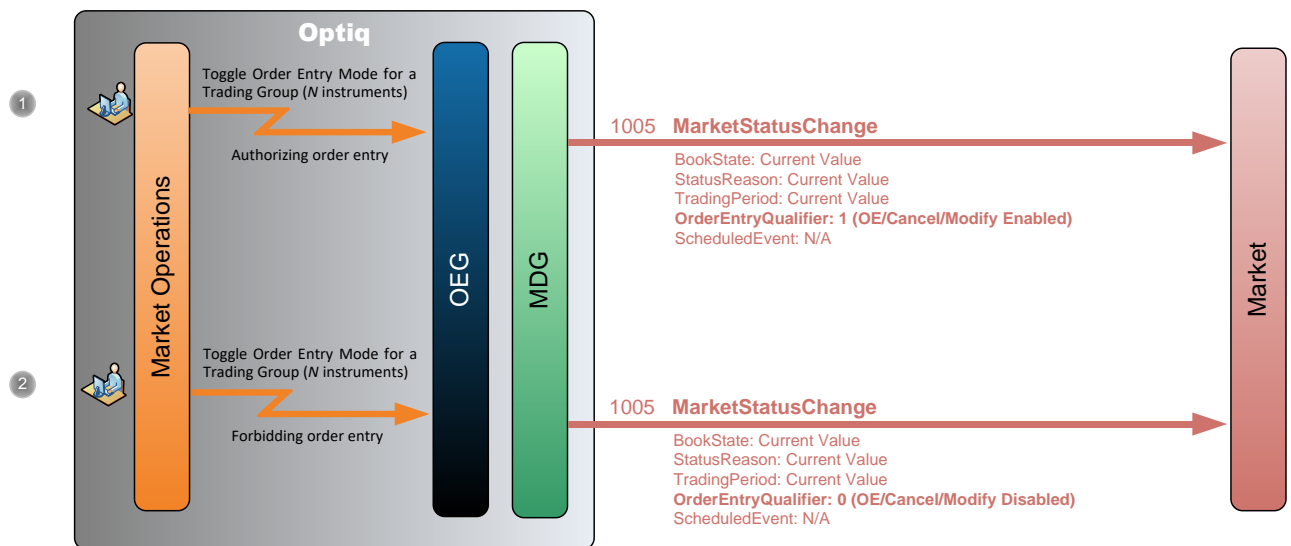 Optiq
1
Market Operations
Toggle Order Entry Mode for a
Trading Group (N instruments)
Authorizing order entry
OEG
MDG
1005 MarketStatusChange
BookState: Current Value
StatusReason: Current Value
TradingPeriod: Current Value
OrderEntryQualifier: 1 (OE/Cancel/Modify Enabled)
ScheduledEvent: N/A
Market
2
Toggle Order Entry Mode for a
Trading Group (N instruments)
Forbidding order entry
1005 MarketStatusChange
BookState: Current Value
StatusReason: Current Value
TradingPeriod: Current Value
OrderEntryQualifier: 0 (OE/Cancel/Modify Disabled)
ScheduledEvent: N/A